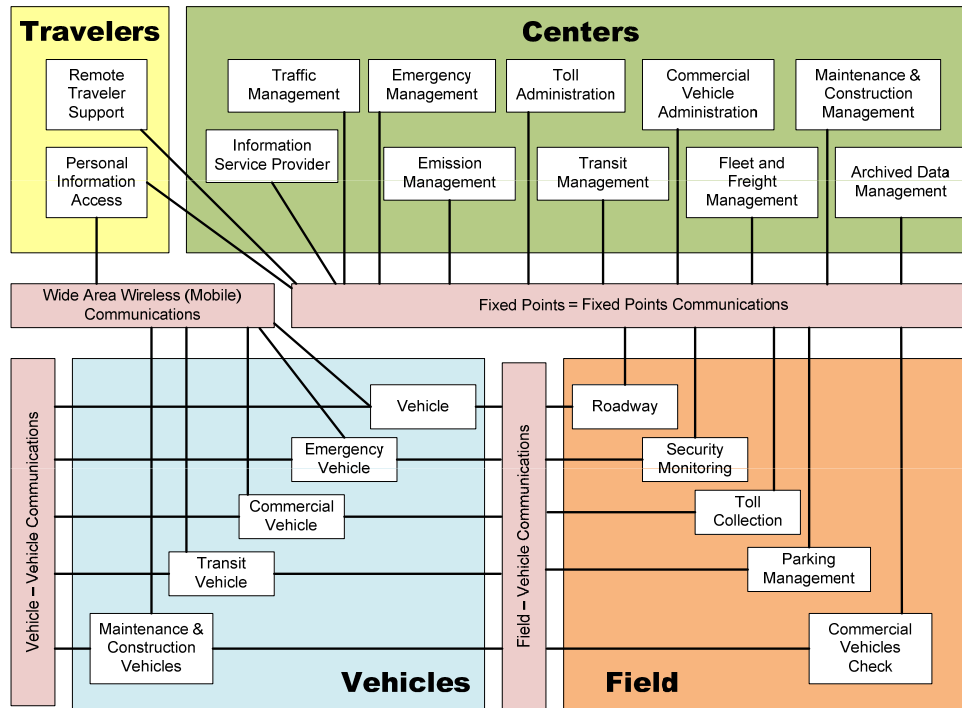 Travelers
Centers
Remote
Traveler
Support
Traffic
Management
Emergency
Management
Toll
Administration
Commercial
Vehicle
Administration
Maintenance &
Construction
Management
Personal
Information
Access
Information
Service Provider
Emission
Management
Transit
Management
Fleet and
Freight
Management
Archived Data
Management
Wide Area Wireless (Mobile)
Communications
Fixed Points = Fixed Points Communications
Vehicle – Vehicle Communications
Vehicle
Emergency
Vehicle
Commercial
Vehicle
Transit
Vehicle
Maintenance &
Construction
Vehicles
Vehicles
Field – Vehicle Communications
Roadway
Security
Monitoring
Toll
Collection
Parking
Management
Commercial
Vehicles
Check
Field